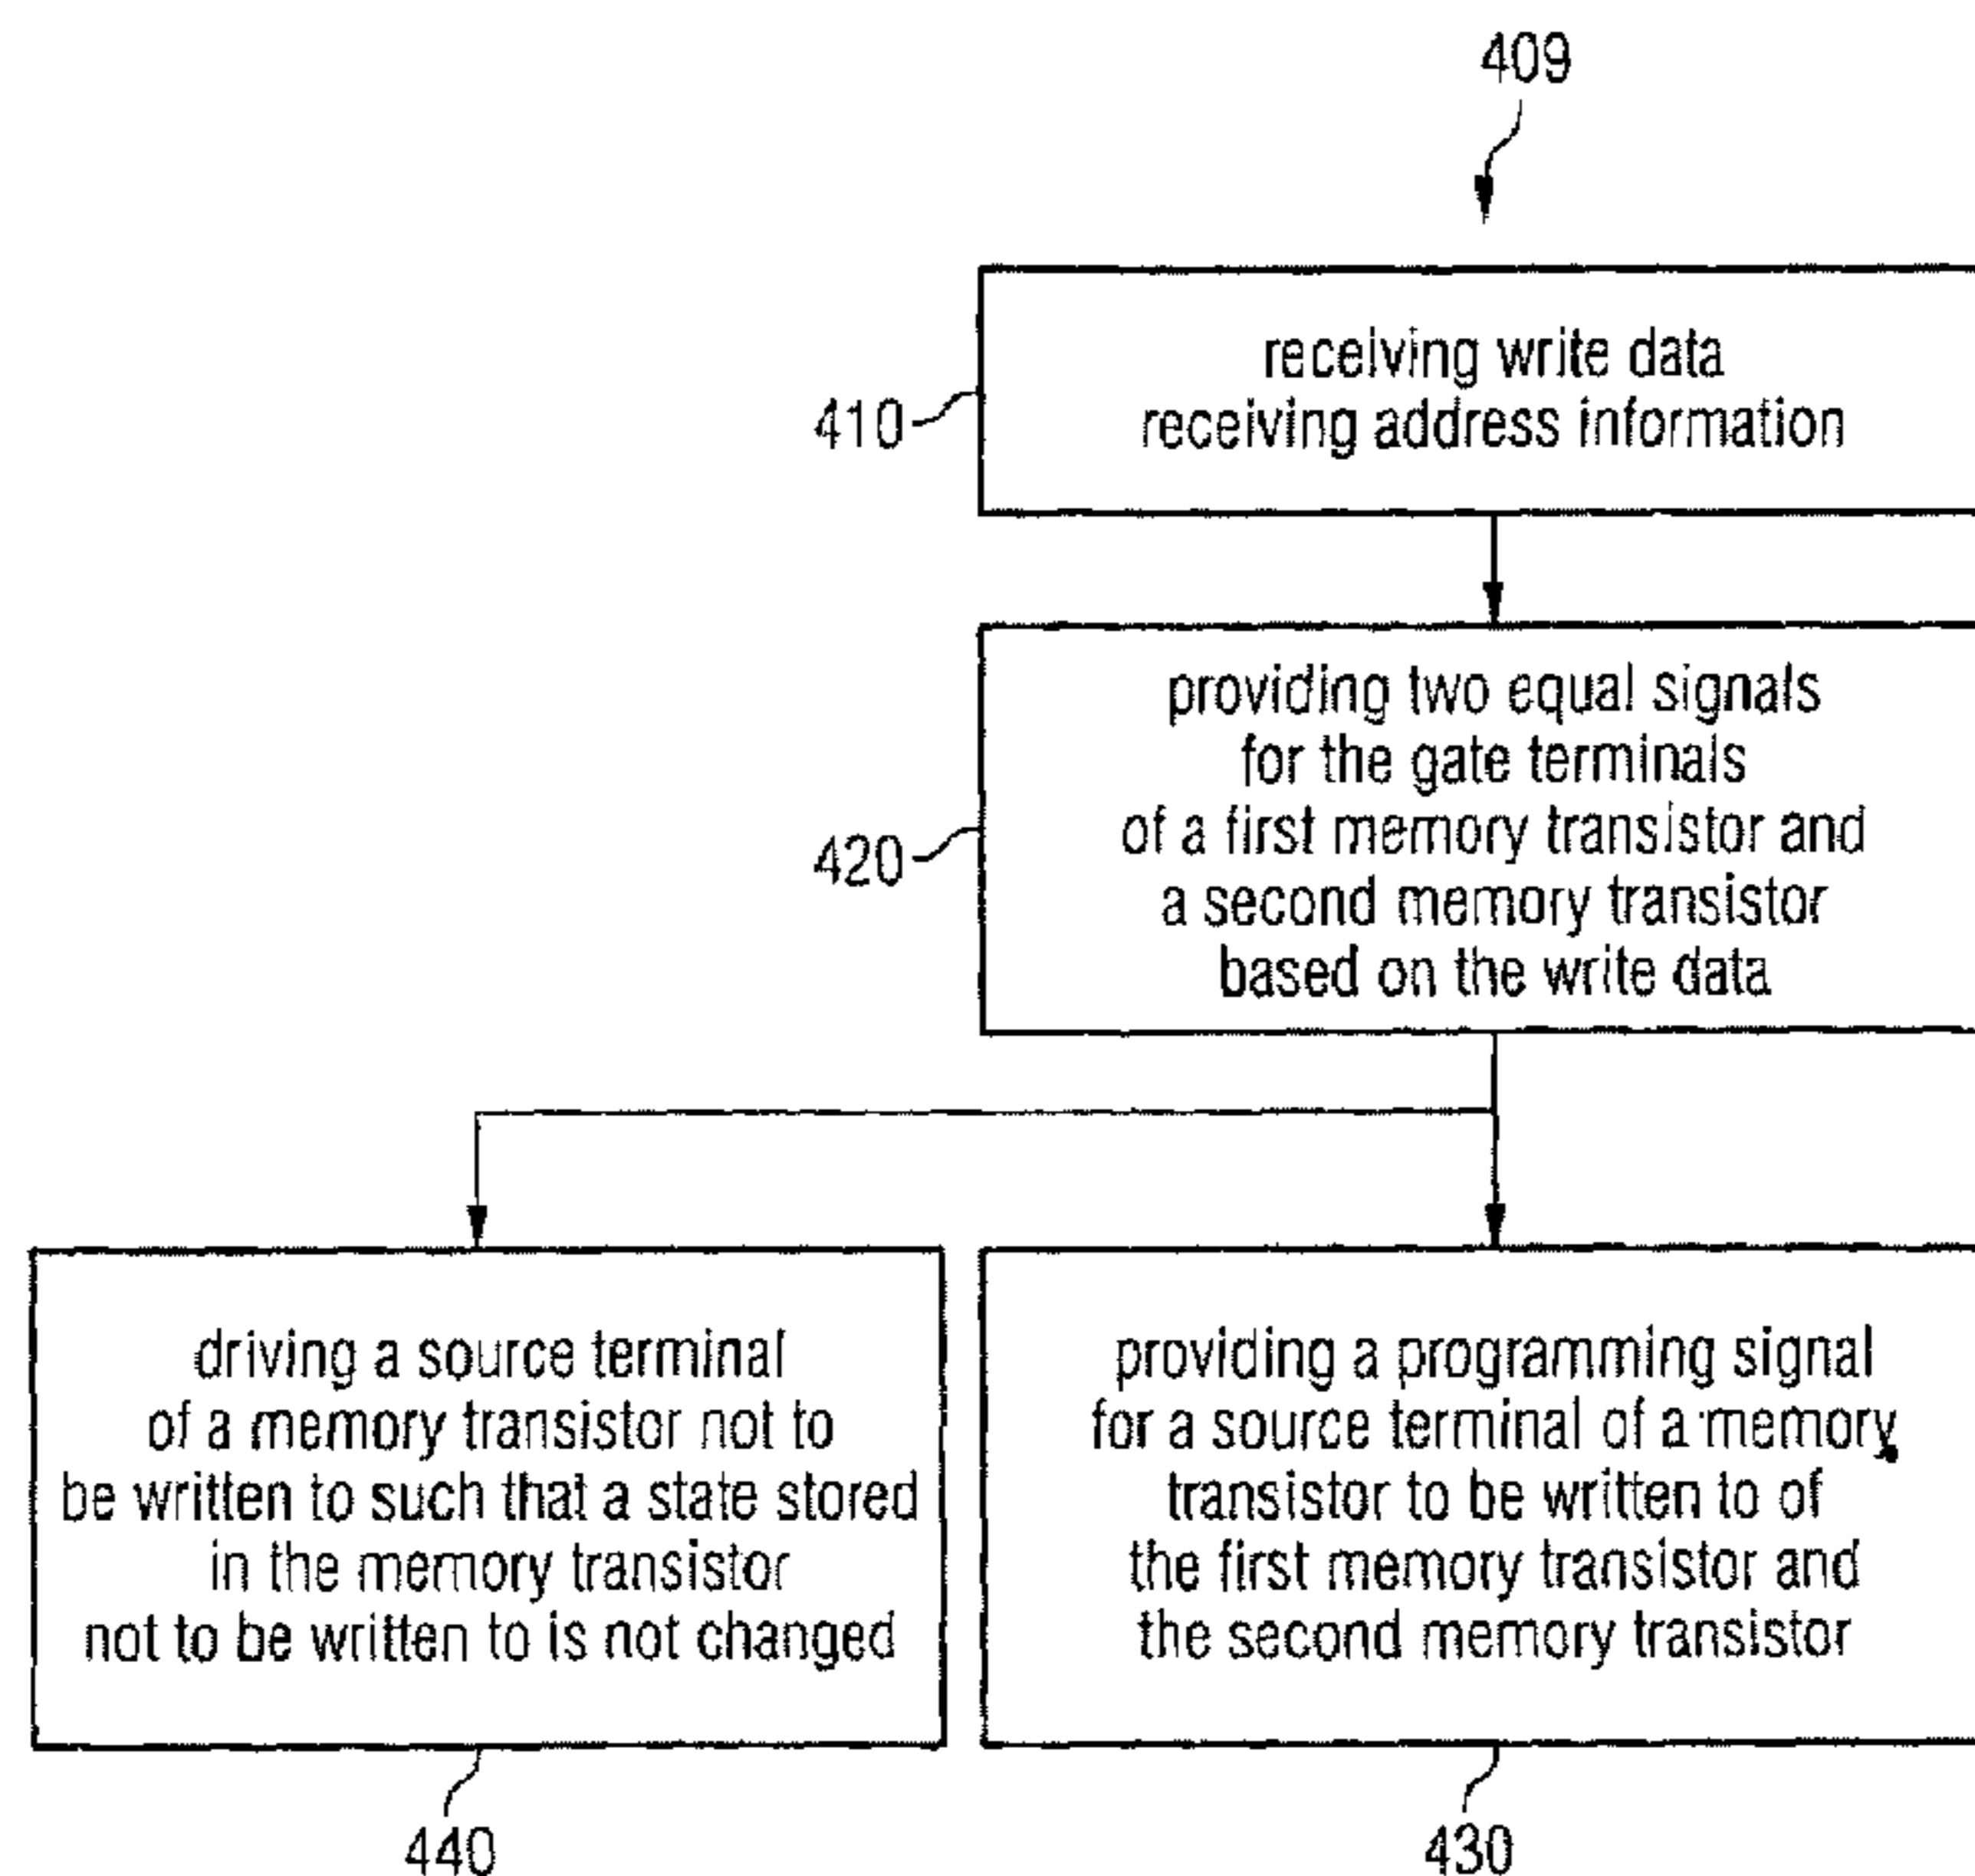 409
receiving write data
receiving address information
410
providing two equal signals
for the gate terminals
of a first memory transistor and
a second memory transistor
based on the write data
420
driving a source terminal
of a memory transistor not to
be written to such that a state stored
in the memory transistor
not to be written to is not changed
440
providing a programming signal
for a source terminal of a memory
transistor to be written to of
the first memory transistor and
the second memory transistor
430